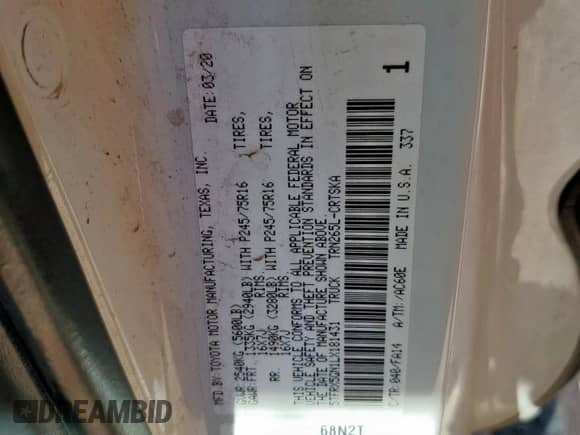 MFD BY: TOYOTA MOTOR MANUFACTURING, TEXAS, INC. DATE: 03/20
GVWR 2540KG (5600LB)
GAWR: FRT. 1335KG (2940LB) WITH P245/75R16 TIRES,
16X7J RIMS
RR. 1490KG (3280LB) WITH P245/75R16 TIRES,
16X7J RIMS
THIS VEHICLE CONFORMS TO ALL APPLICABLE FEDERAL MOTOR
VEHICLE SAFETY AND THEFT PREVENTION STANDARDS IN EFFECT ON
THE DATE OF MANUFACTURE SHOWN ABOVE.
5TFRX5GN1LX181431 TRUCK TRN265L-CRTSKA
C/TR:040/FA14 A/TM:/AC60E MADE IN U.S.A. 337
1
68N2T
DREAMBID